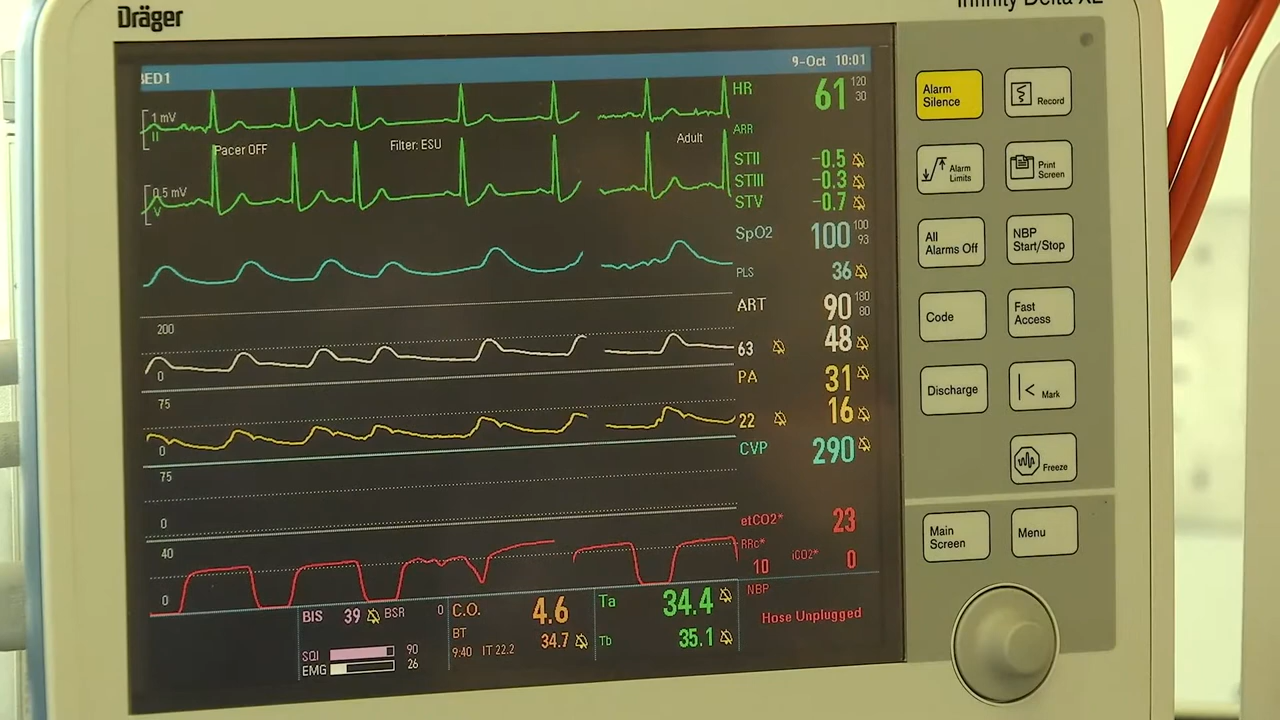 Dräger
Infinity Delta XL
BED1
9-Oct 10:01
1 mV
II
Pacer OFF
Filter: ESU
Adult
HR
61
120
30
ARR
0.5 mV
V
STII
-0.5
STIII
-0.3
STV
-0.7
SpO2
100
100
93
PLS
36
ART
90
180
80
48
63
200
0
PA
31
16
22
75
0
CVP
290
75
0
etCO2*
23
RRc*
10
iCO2*
0
40
0
BIS
39
BSR
0
SQI
90
EMG
26
C.O.
4.6
BT
34.7
9:40
IT 22.2
Ta
34.4
Tb
35.1
NBP
Hose Unplugged
Alarm
Silence
Record
Alarm
Limits
Print
Screen
All
Alarms Off
NBP
Start/Stop
Code
Fast
Access
Discharge
Mark
Freeze
Main
Screen
Menu